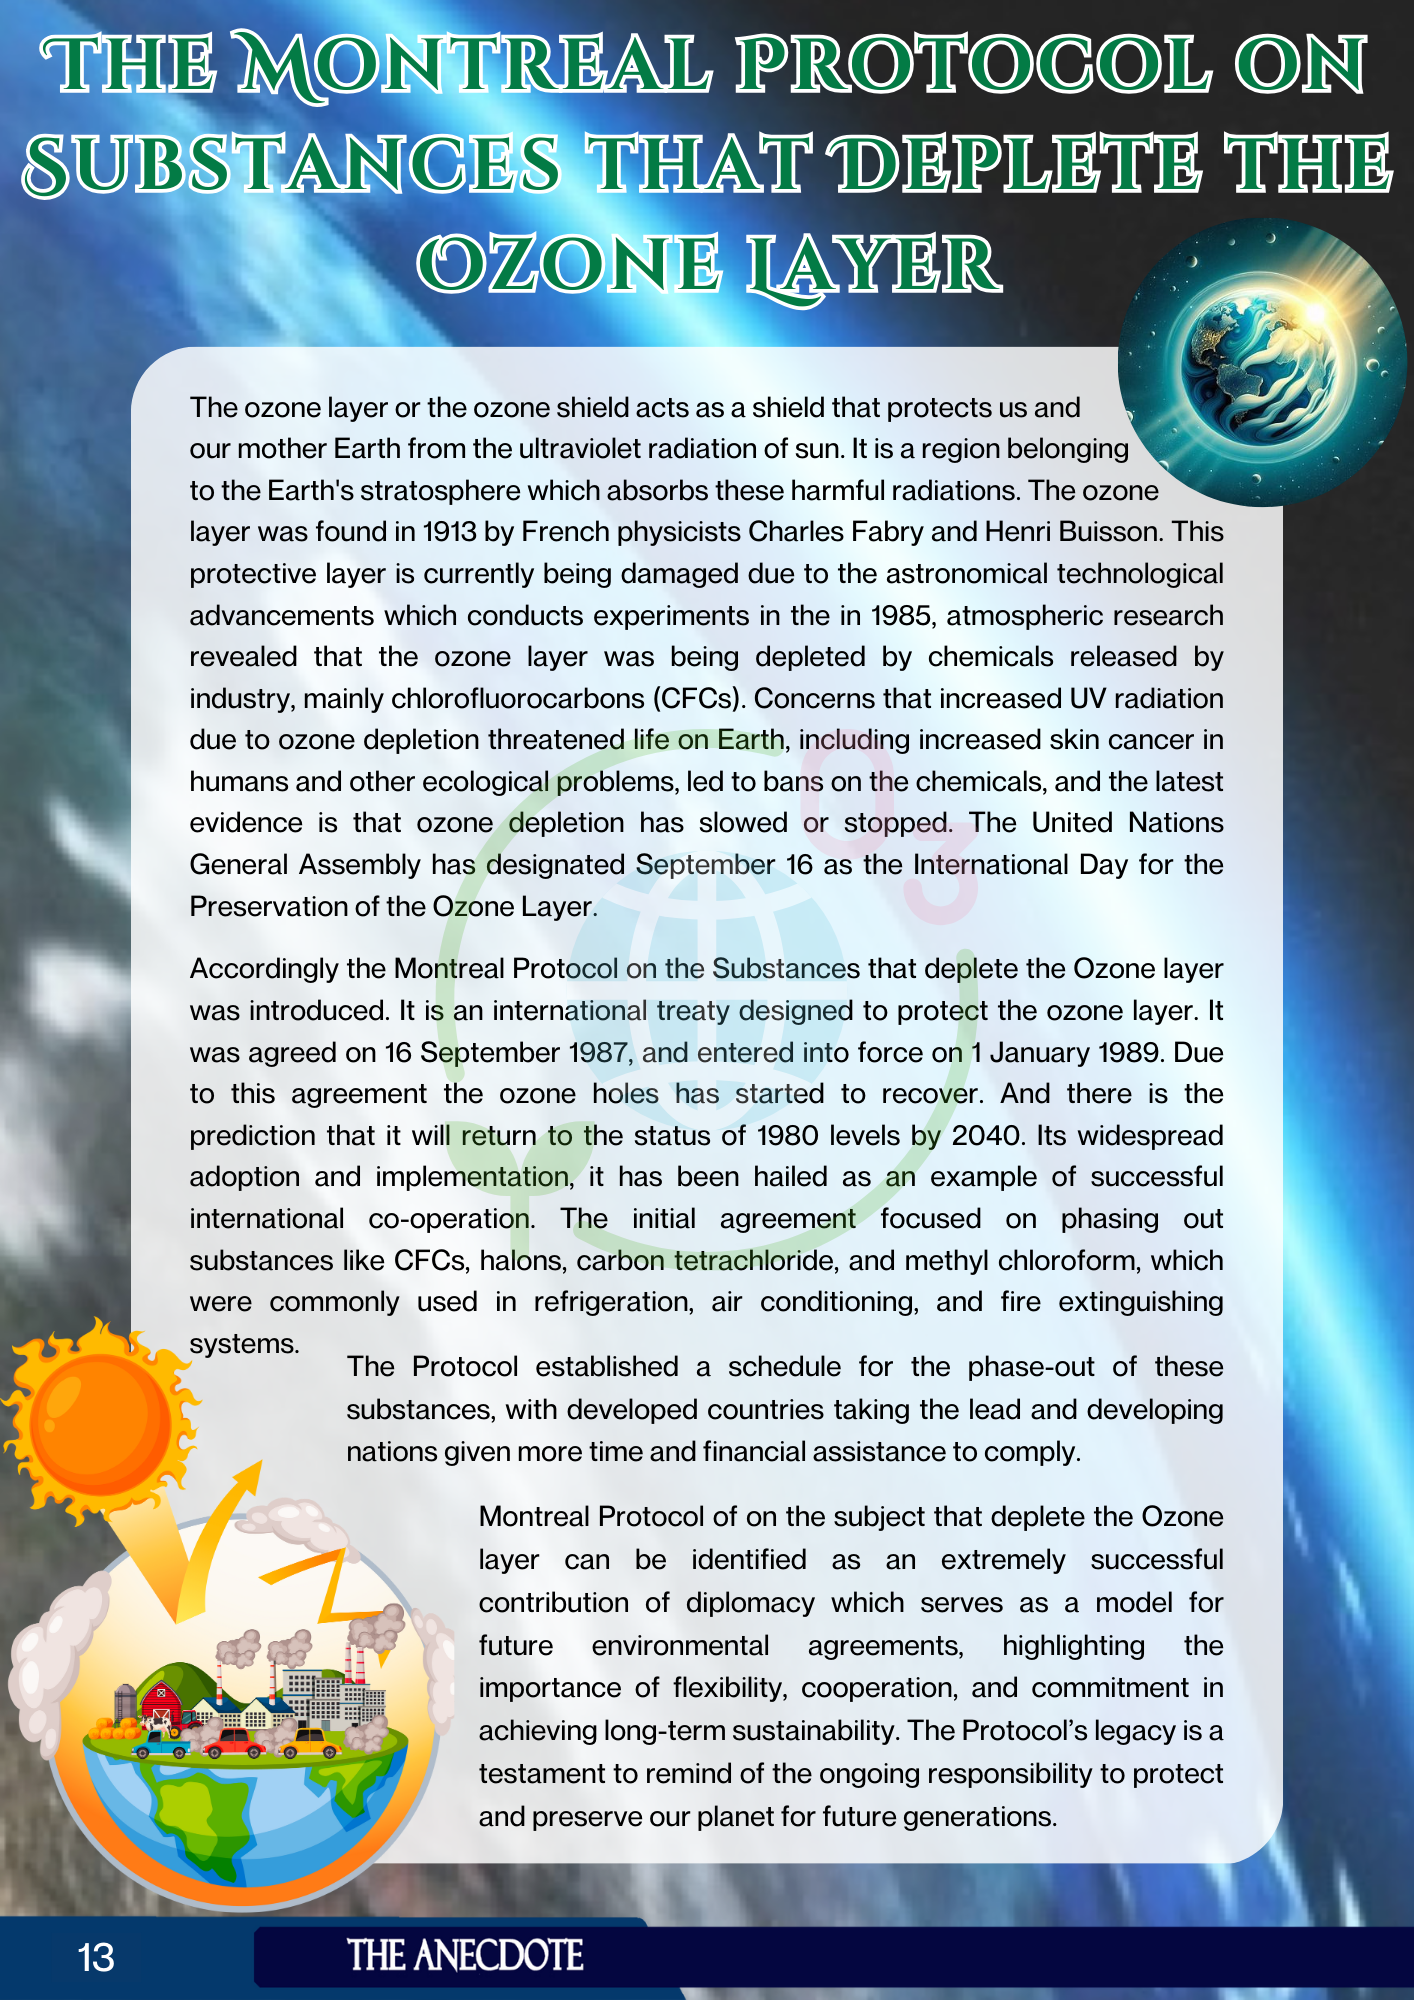 The Montreal Protocol on
Substances that Deplete the
Ozone Layer
The ozone layer or the ozone shield acts as a shield that protects us and
our mother Earth from the ultraviolet radiation of sun. It is a region belonging
to the Earth's stratosphere which absorbs these harmful radiations. The ozone
layer was found in 1913 by French physicists Charles Fabry and Henri Buisson. This
protective layer is currently being damaged due to the astronomical technological
advancements which conducts experiments in the in 1985, atmospheric research
revealed that the ozone layer was being depleted by chemicals released by
industry, mainly chlorofluorocarbons (CFCs). Concerns that increased UV radiation
due to ozone depletion threatened life on Earth, including increased skin cancer in
humans and other ecological problems, led to bans on the chemicals, and the latest
evidence is that ozone depletion has slowed or stopped. The United Nations
General Assembly has designated September 16 as the International Day for the
Preservation of the Ozone Layer.
O3
Accordingly the Montreal Protocol on the Substances that deplete the Ozone layer
was introduced. It is an international treaty designed to protect the ozone layer. It
was agreed on 16 September 1987, and entered into force on 1 January 1989. Due
to this agreement the ozone holes has started to recover. And there is the
prediction that it will return to the status of 1980 levels by 2040. Its widespread
adoption and implementation, it has been hailed as an example of successful
international co-operation. The initial agreement focused on phasing out
substances like CFCs, halons, carbon tetrachloride, and methyl chloroform, which
were commonly used in refrigeration, air conditioning, and fire extinguishing
systems.
The Protocol established a schedule for the phase-out of these
substances, with developed countries taking the lead and developing
nations given more time and financial assistance to comply.
Montreal Protocol of on the subject that deplete the Ozone
layer can be identified as an extremely successful
contribution of diplomacy which serves as a model for
future environmental agreements, highlighting the
importance of flexibility, cooperation, and commitment in
achieving long-term sustainability. The Protocol’s legacy is a
testament to remind of the ongoing responsibility to protect
and preserve our planet for future generations.
13
THE ANECDOTE